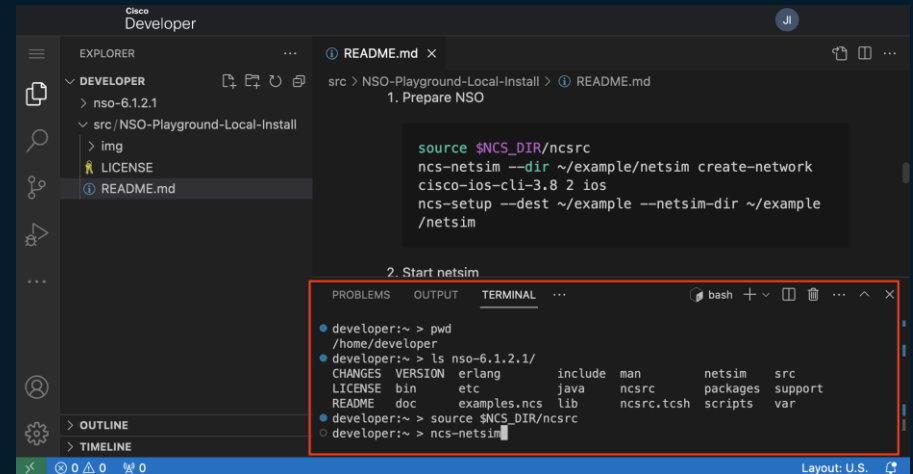 Cisco
Developer
JI
EXPLORER ···
README.md ×
DEVELOPER
> nso-6.1.2.1
src/NSO-Playground-Local-Install
> img
LICENSE
README.md
src > NSO-Playground-Local-Install > README.md
1. Prepare NSO
source $NCS_DIR/ncsrc
ncs-netsim --dir ~/example/netsim create-network
cisco-ios-cli-3.8 2 ios
ncs-setup --dest ~/example --netsim-dir ~/example
/netsim
2. Start netsim
PROBLEMS OUTPUT TERMINAL ··· bash
developer:~ > pwd
/home/developer
developer:~ > ls nso-6.1.2.1/
CHANGES VERSION erlang include man netsim src
LICENSE bin etc java ncsrc packages support
README doc examples.ncs lib ncsrc.tcsh scripts var
developer:~ > source $NCS_DIR/ncsrc
developer:~ > ncs-netsim
> OUTLINE
> TIMELINE
0 0 0 Layout: U.S.